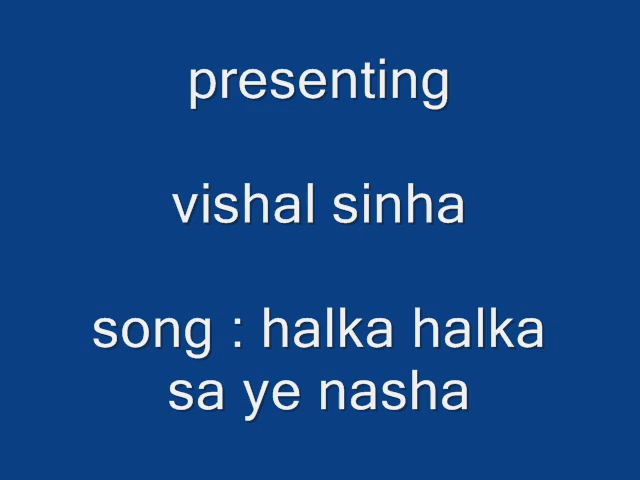 presenting
vishal sinha
song : halka halka
sa ye nasha